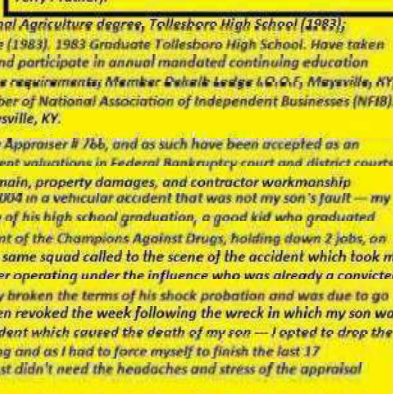 Terry Prather).
nal Agriculture degree, Tollesboro High School (1983);
e (1983). 1983 Graduate Tollesboro High School. Have taken
nd participate in annual mandated continuing education
e requirements; Member Dekalb Lodge I.O.O.F, Maysville, KY
ber of National Association of Independent Businesses (NFIB).
sville, KY.
Appraiser # 766, and as such have been accepted as an
ent valuations in Federal Bankruptcy court and district courts
main, property damages, and contractor workmanship
004 in a vehicular accident that was not my son's fault — my
of his high school graduation, a good kid who graduated
nt of the Champions Against Drugs, holding down 2 jobs, on
same squad called to the scene of the accident which took m
er operating under the influence who was already a convicte
y broken the terms of his shock probation and was due to go
en revoked the week following the wreck in which my son wa
dent which caused the death of my son — I opted to drop the
ng and as I had to force myself to finish the last 17
st didn't need the headaches and stress of the appraisal